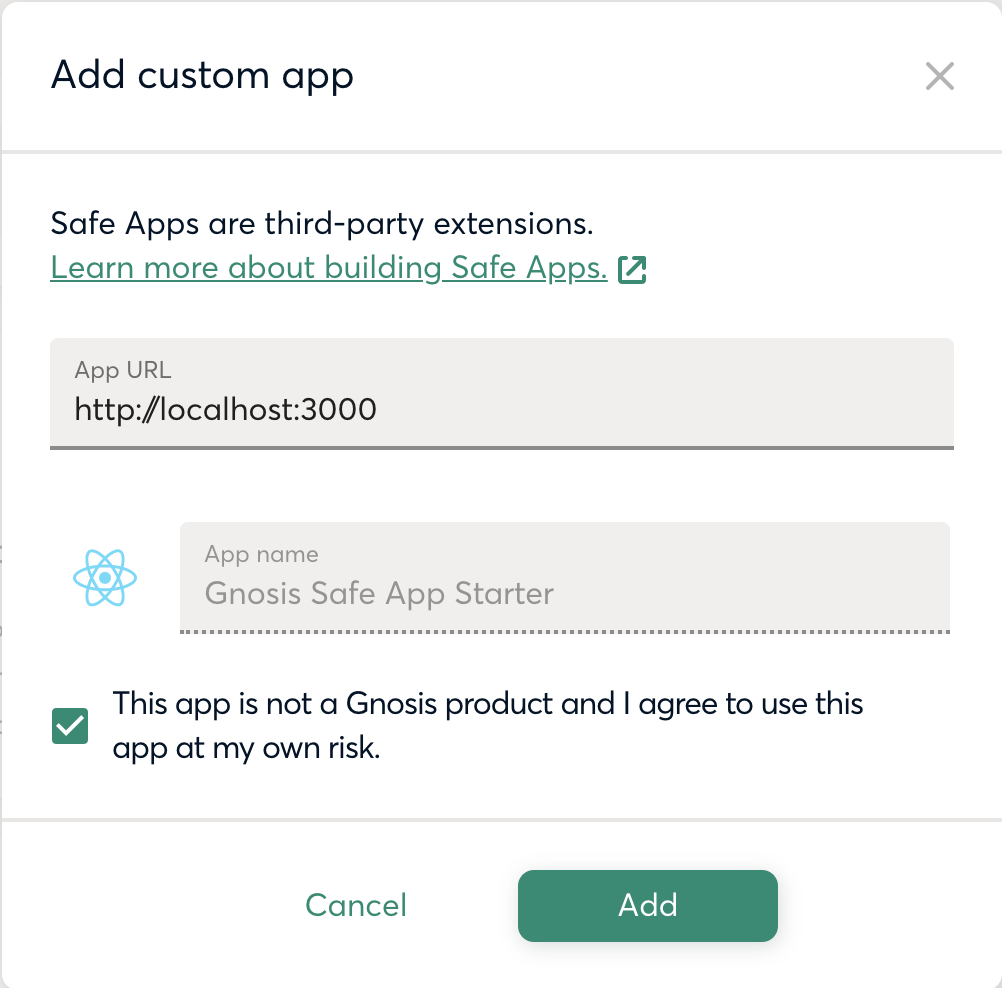 Add custom app
Safe Apps are third-party extensions.
Learn more about building Safe Apps.
App URL
http://localhost:3000
App name
Gnosis Safe App Starter
This app is not a Gnosis product and I agree to use this
app at my own risk.
Cancel
Add